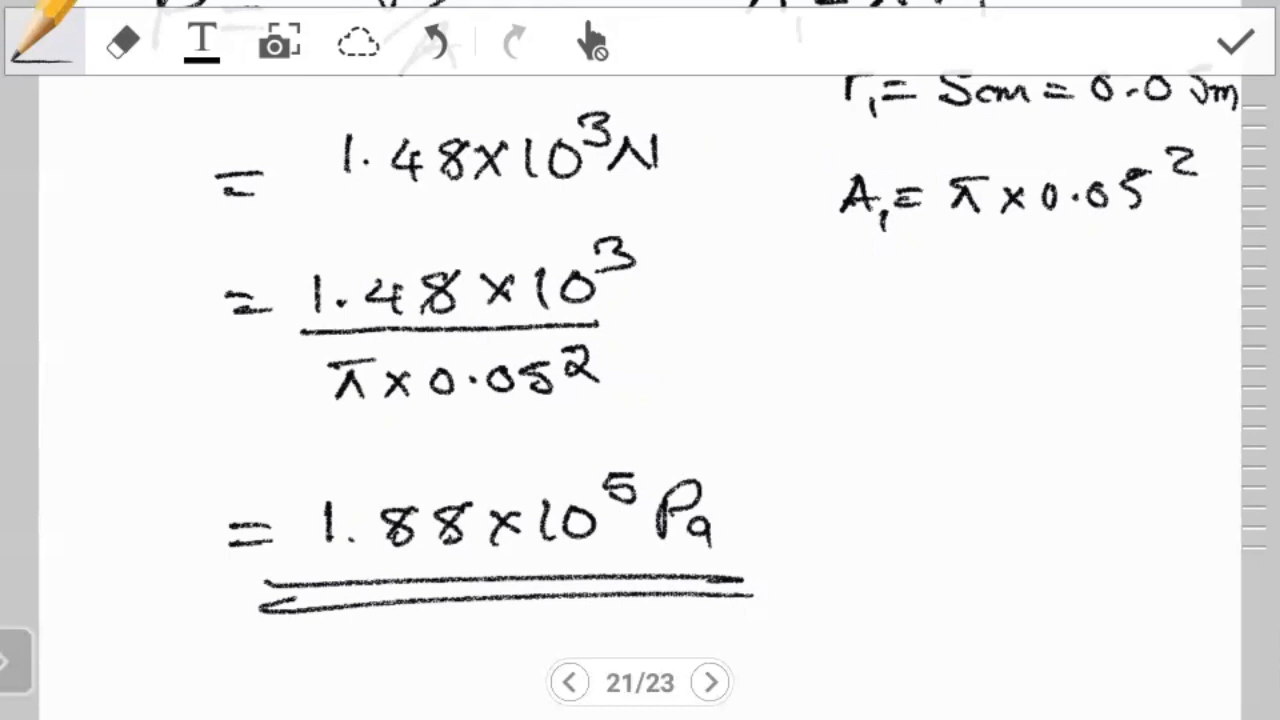 T
r₁= 5cm = 0.05m
= 1.48×10³N
A₁= π×0.05²
= 1.48×10³
π×0.05²
= 1.88×10⁵ Pa
21/23